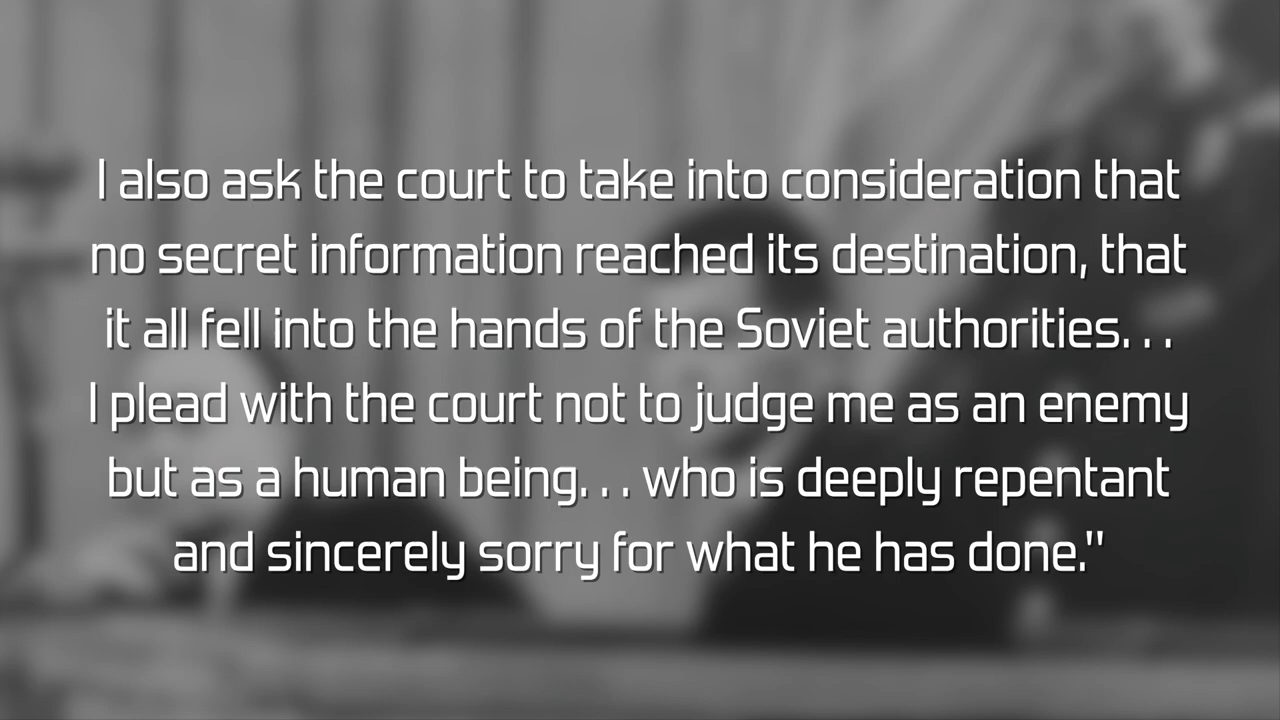 I also ask the court to take into consideration that
no secret information reached its destination, that
it all fell into the hands of the Soviet authorities. . .
I plead with the court not to judge me as an enemy
but as a human being. . . who is deeply repentant
and sincerely sorry for what he has done."